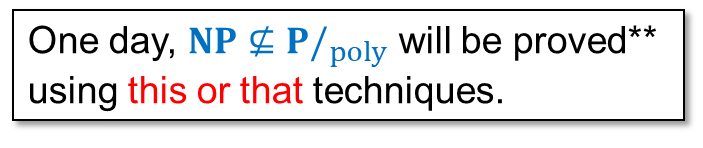 One day, NP ⊈ P/poly will be proved**
using this or that techniques.